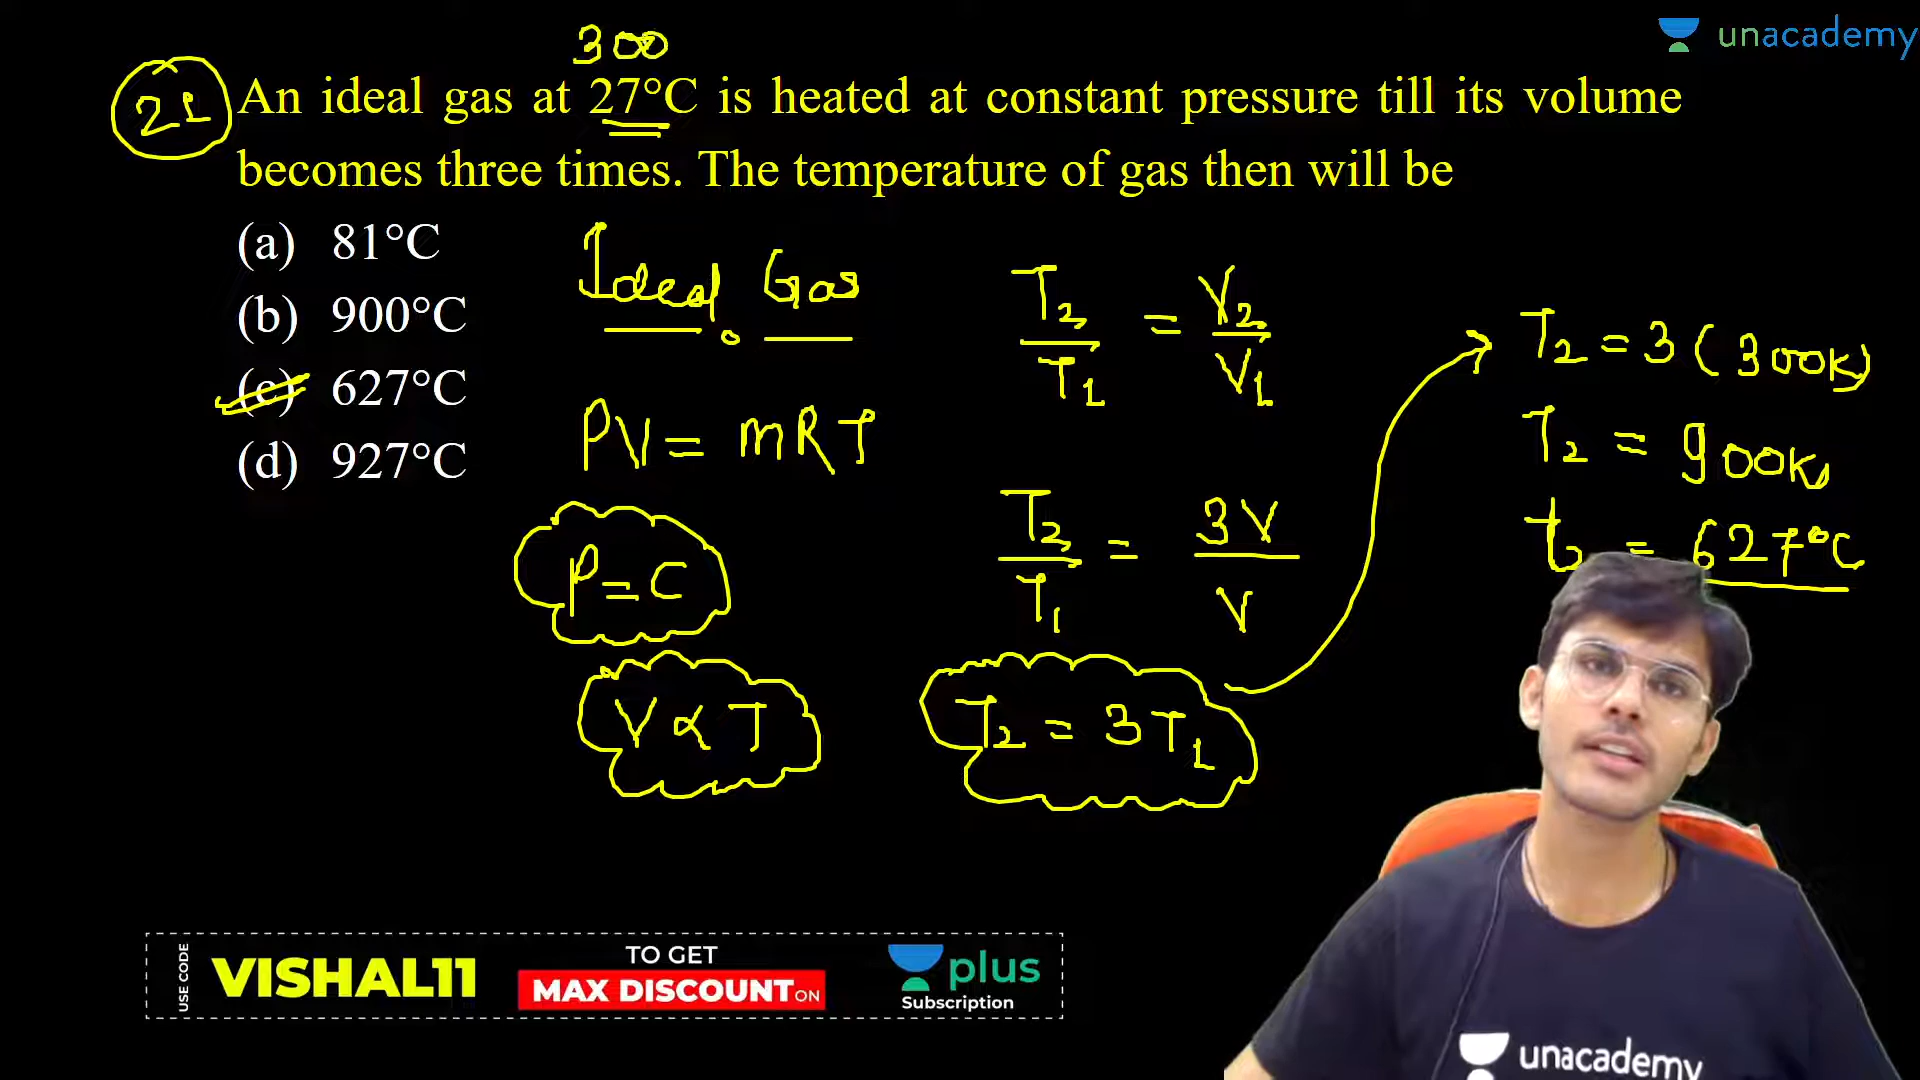 unacademy
300
21
An ideal gas at 27°C is heated at constant pressure till its volume
becomes three times. The temperature of gas then will be
(a) 81°C
(b) 900°C
(c) 627°C
(d) 927°C
Ideal Gas
PV = mRT
P = C
V ∝ T
T2/T1 = V2/V1
T2/T1 = 3V/V
T2 = 3T1
T2 = 3(300K)
T2 = 900K
t2 = 627°C
USE CODE
VISHAL11
TO GET
MAX DISCOUNT ON
plus
Subscription
unacademy